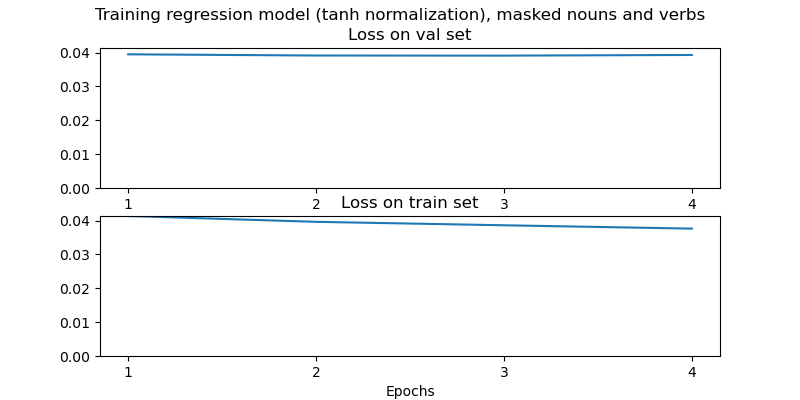 Training regression model (tanh normalization), masked nouns and verbs
Loss on val set
0.04
0.03
0.02
0.01
0.00
1 2 3 4
Loss on train set
0.04
0.03
0.02
0.01
0.00
1 2 3 4
Epochs